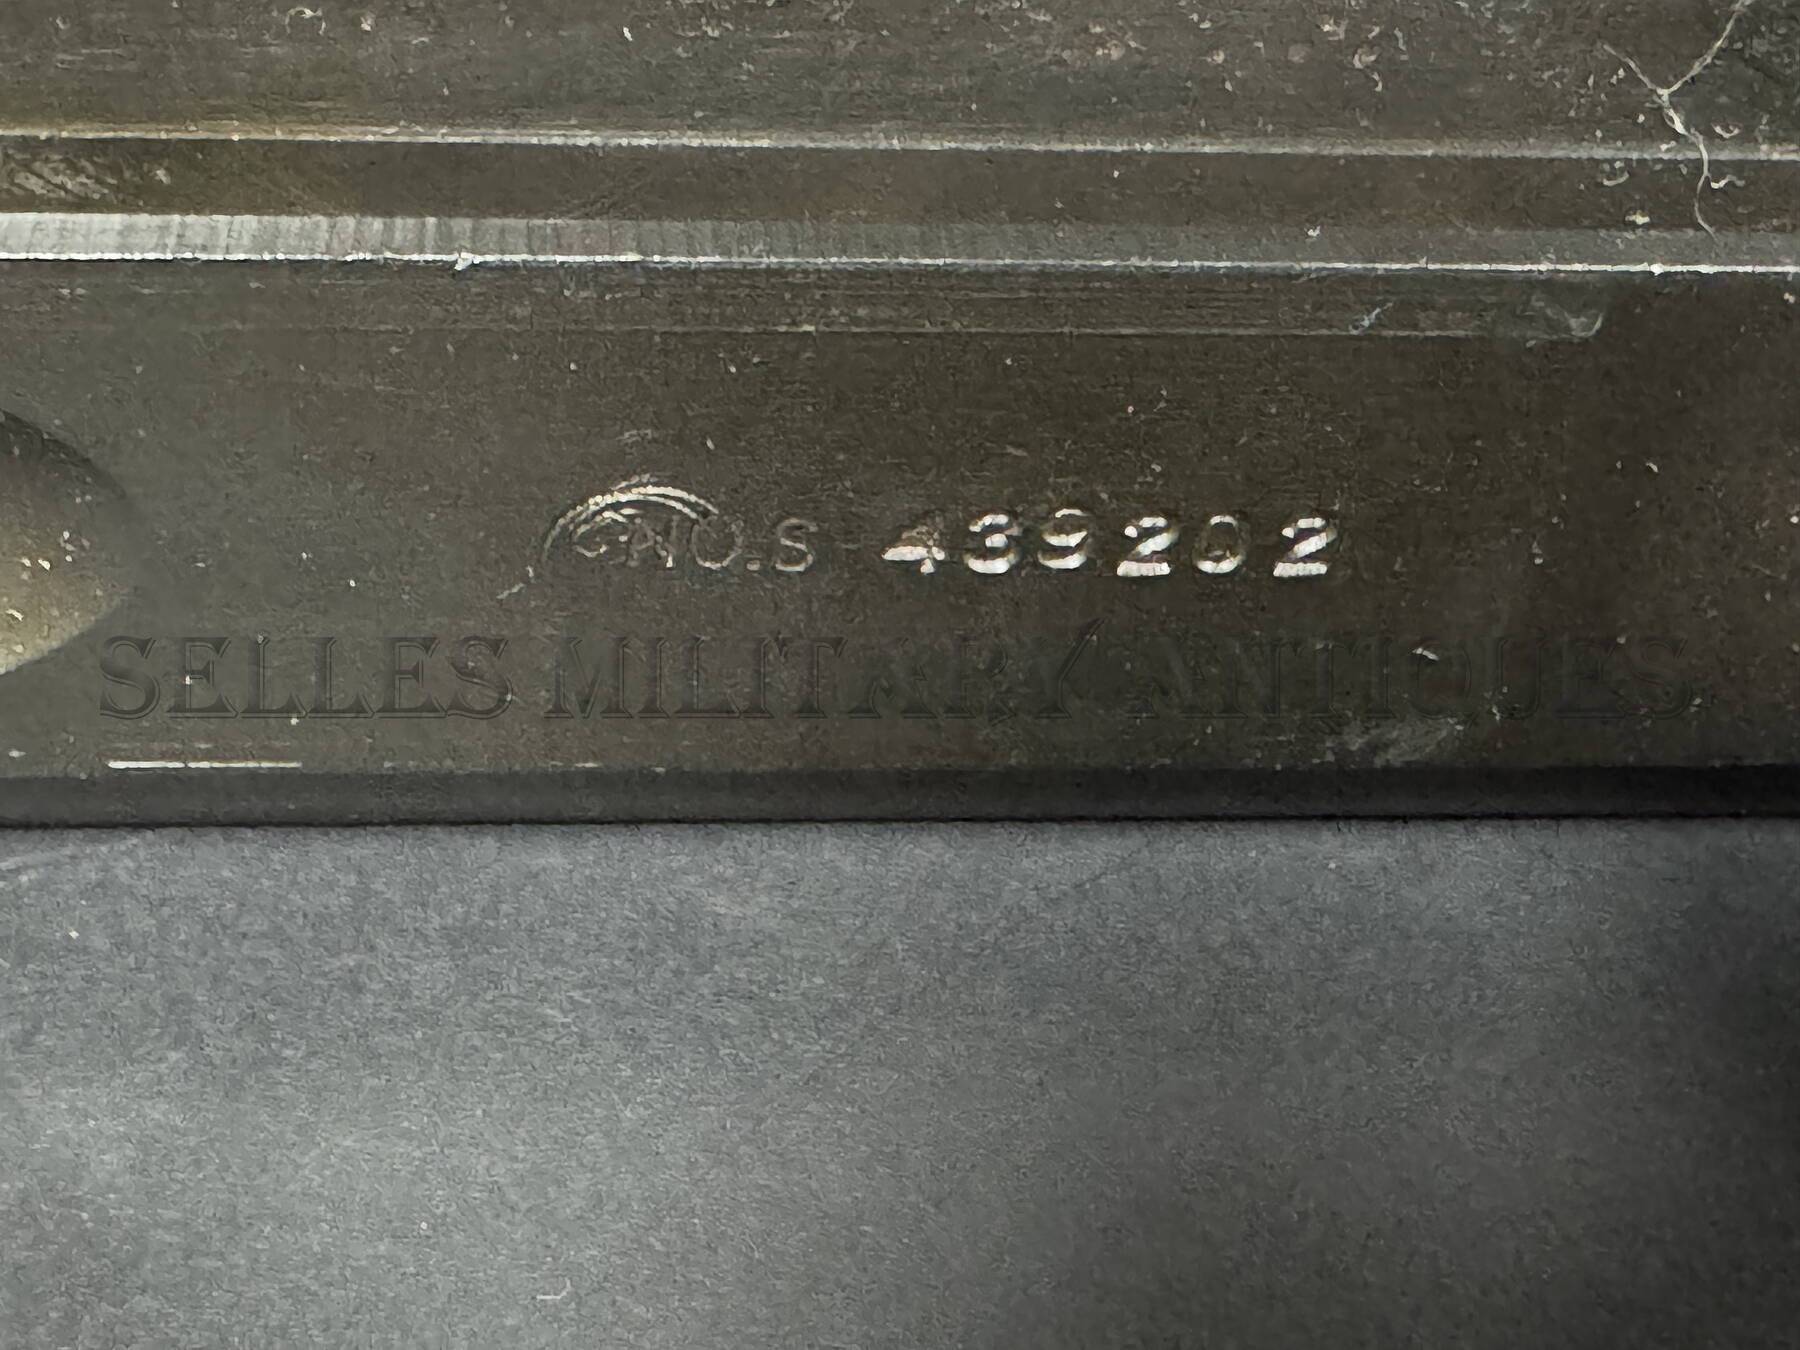 NO.S 439202
SELLES MILITARY ANTIQUES